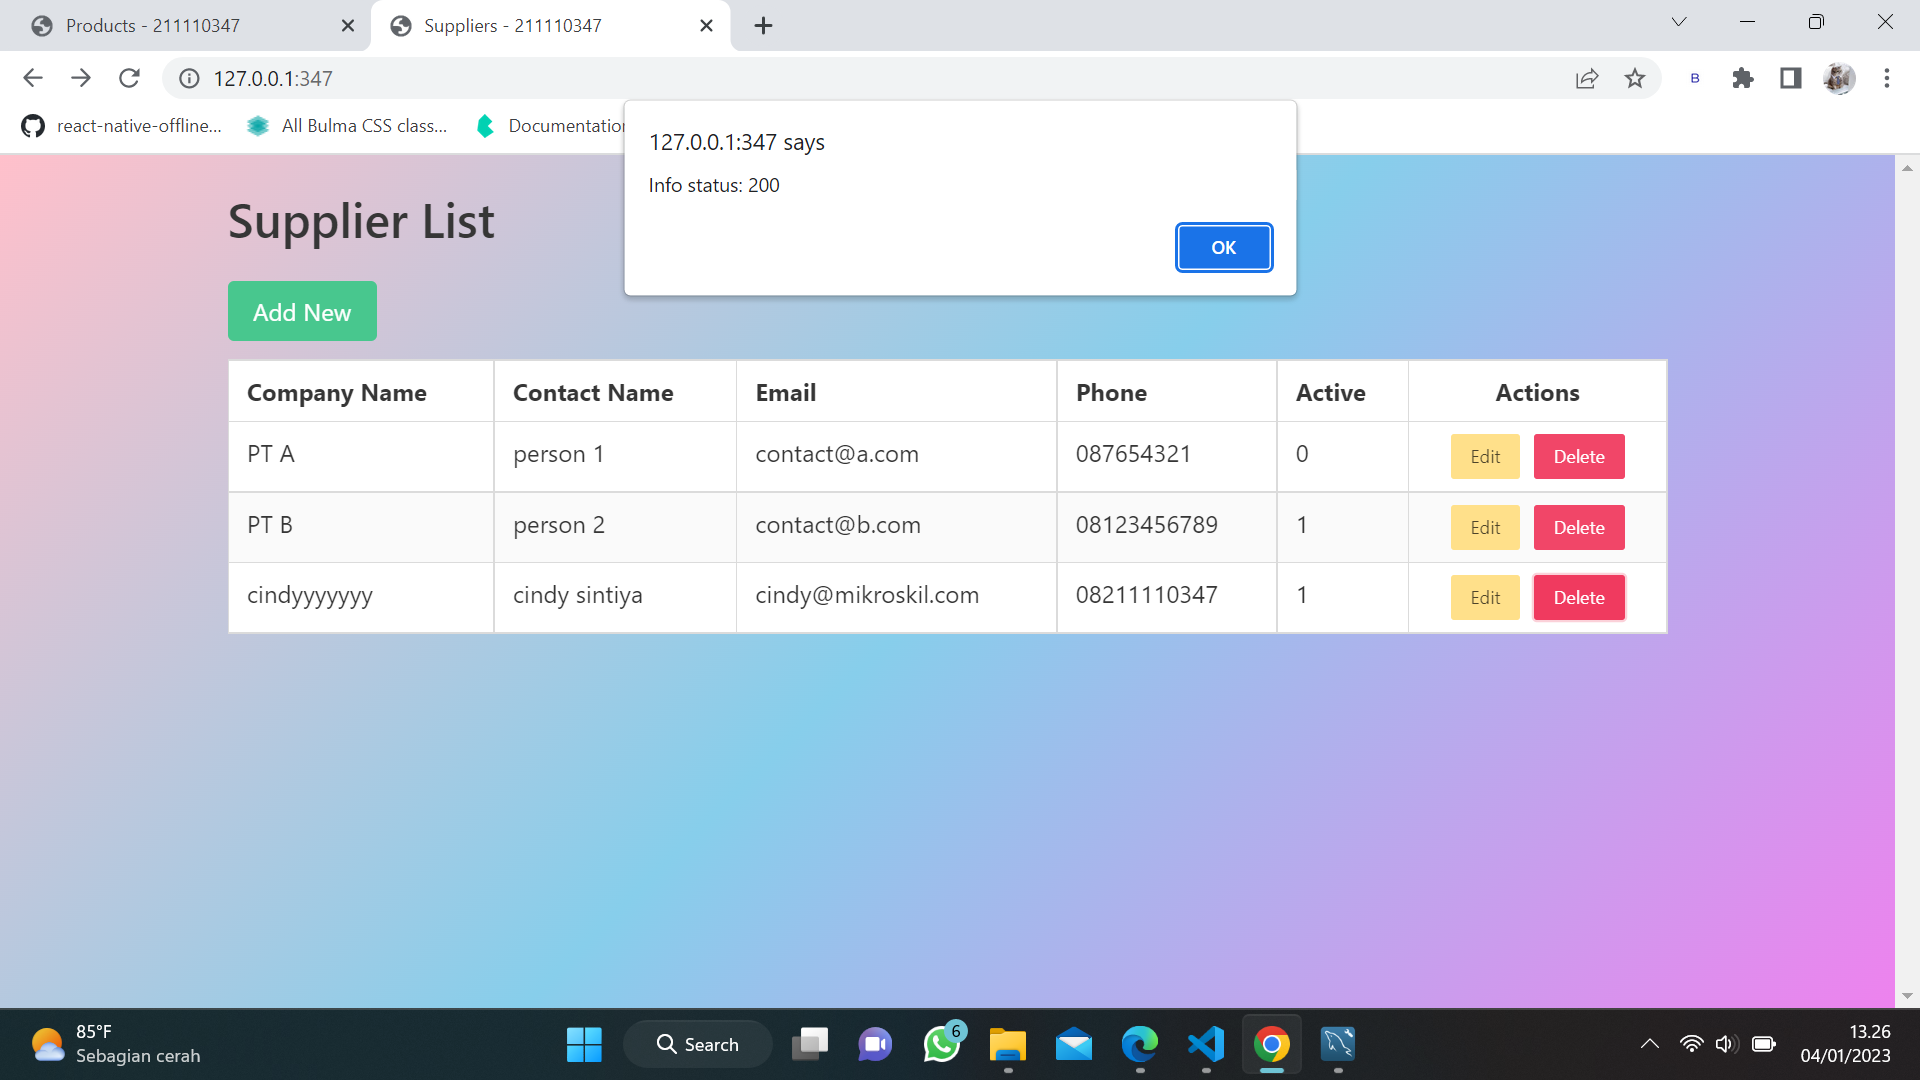 Products - 211110347
Suppliers - 211110347
127.0.0.1:347
B
react-native-offline...
All Bulma CSS class...
Documentation
127.0.0.1:347 says
Info status: 200
OK
Supplier List
Add New
Company Name Contact Name Email Phone Active Actions
PT A person 1 contact@a.com 087654321 0 Edit Delete
PT B person 2 contact@b.com 08123456789 1 Edit Delete
cindyyyyyyy cindy sintiya cindy@mikroskil.com 08211110347 1 Edit Delete
85°F
Sebagian cerah
Search
6
13.26
04/01/2023